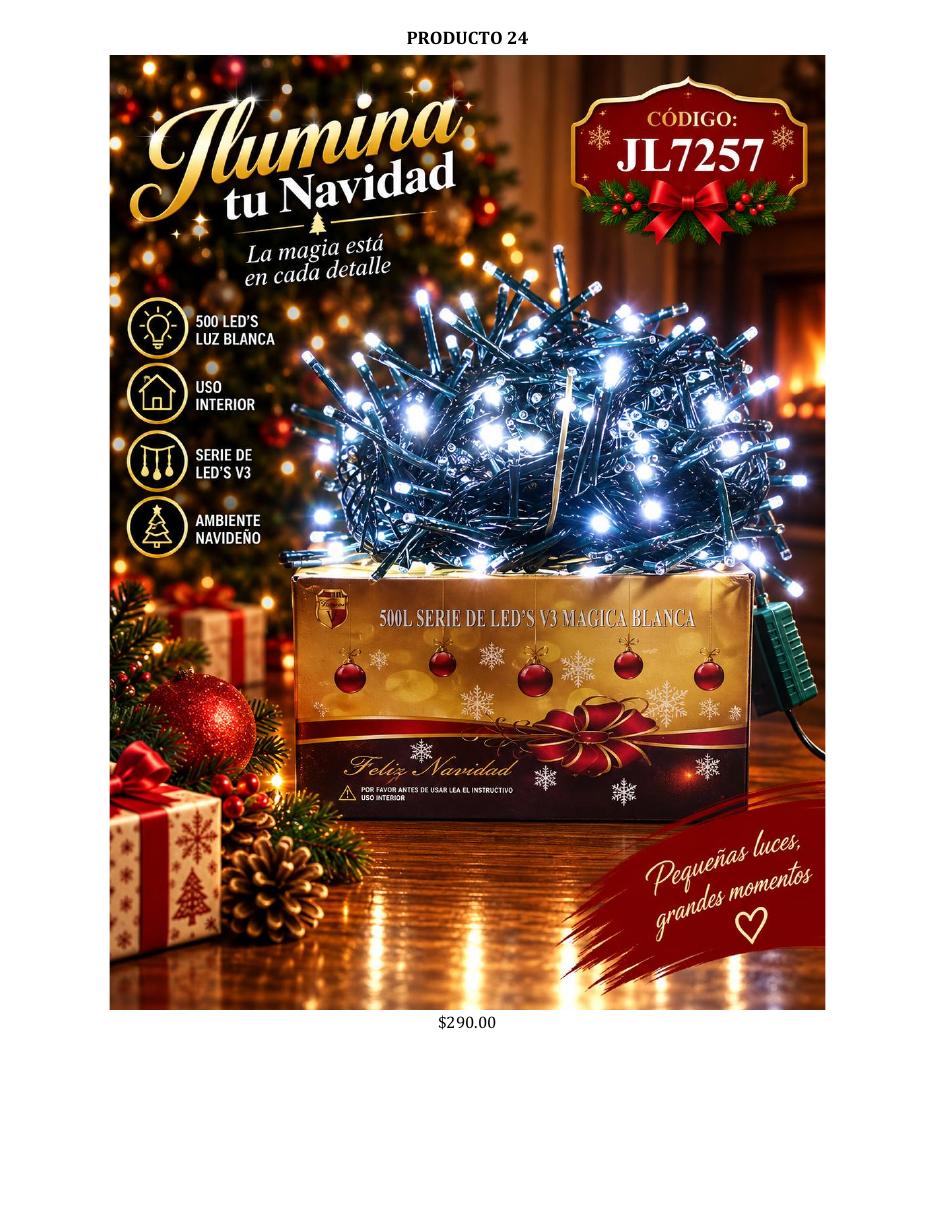 PRODUCTO 24
Ilumina
tu Navidad
La magia está
en cada detalle
CÓDIGO:
JL7257
500 LED'S
LUZ BLANCA
USO
INTERIOR
SERIE DE
LED'S V3
AMBIENTE
NAVIDEÑO
V
500L SERIE DE LED'S V3 MAGICA BLANCA
Feliz Navidad
POR FAVOR ANTES DE USAR LEA EL INSTRUCTIVO
USO INTERIOR
Pequeñas luces,
grandes momentos
$290.00